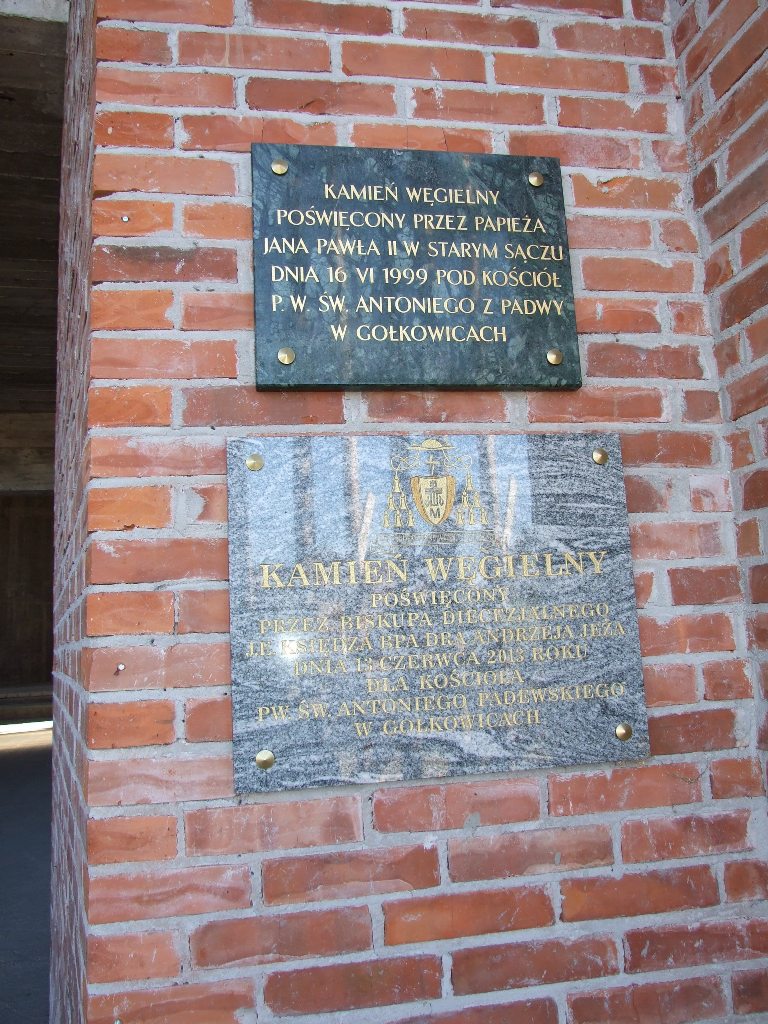 KAMIEŃ WĘGIELNY
POŚWIĘCONY PRZEZ PAPIEŻA
JANA PAWŁA II W STARYM SĄCZU
DNIA 16 VI 1999 POD KOŚCIÓŁ
P. W. ŚW. ANTONIEGO Z PADWY
W GOŁKOWICACH
KAMIEŃ WĘGIELNY
POŚWIĘCONY
PRZEZ BISKUPA DIECEZJALNEGO
J.E. KSIĘDZA BPA DRA ANDRZEJA JEŻA
DNIA 13 CZERWCA 2013 ROKU
DLA KOŚCIOŁA
PW. ŚW. ANTONIEGO PADEWSKIEGO
W GOŁKOWICACH